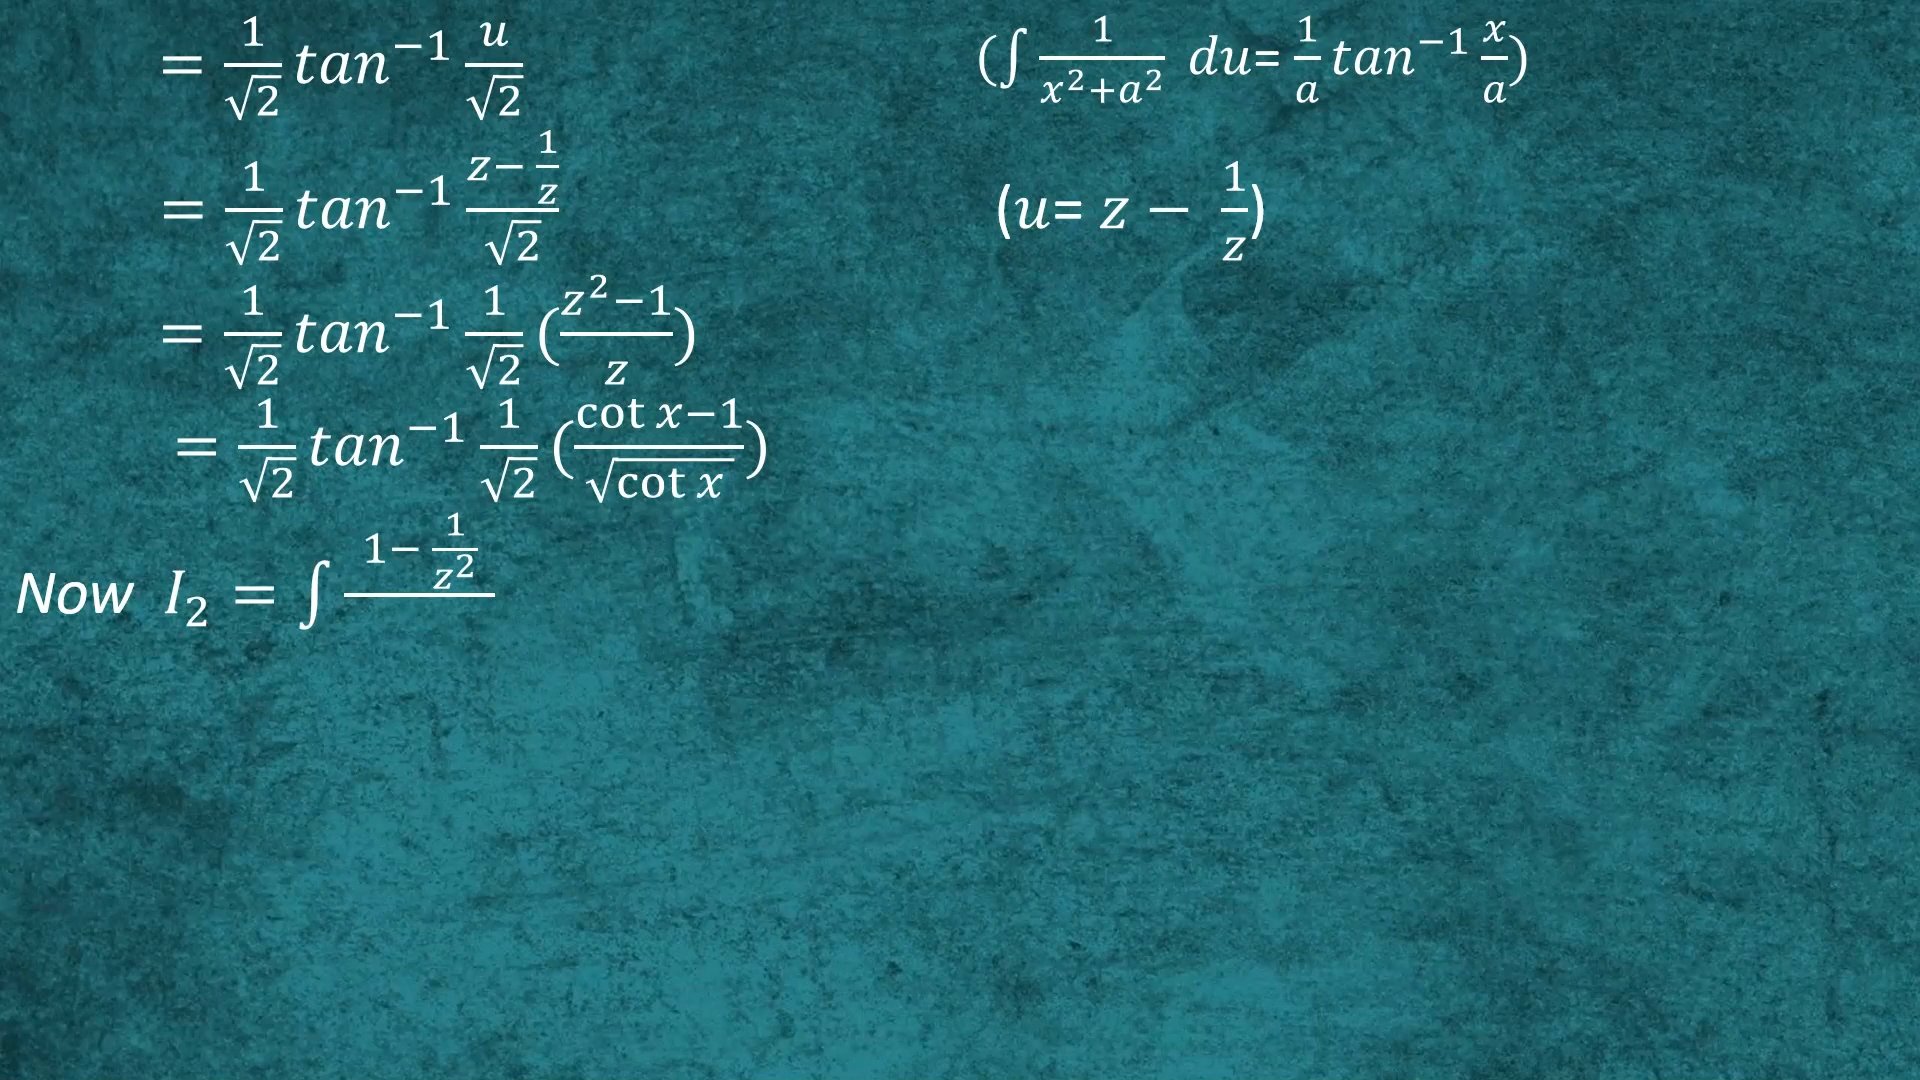 = 1/√2 tan⁻¹ u/√2 (∫ 1/x²+a² du= 1/a tan⁻¹ x/a)
= 1/√2 tan⁻¹ z− 1/z/√2 (u= z − 1/z)
= 1/√2 tan⁻¹ 1/√2 (z²−1/z)
= 1/√2 tan⁻¹ 1/√2 (cot x−1/√cot x)
Now I₂ = ∫ 1− 1/z²